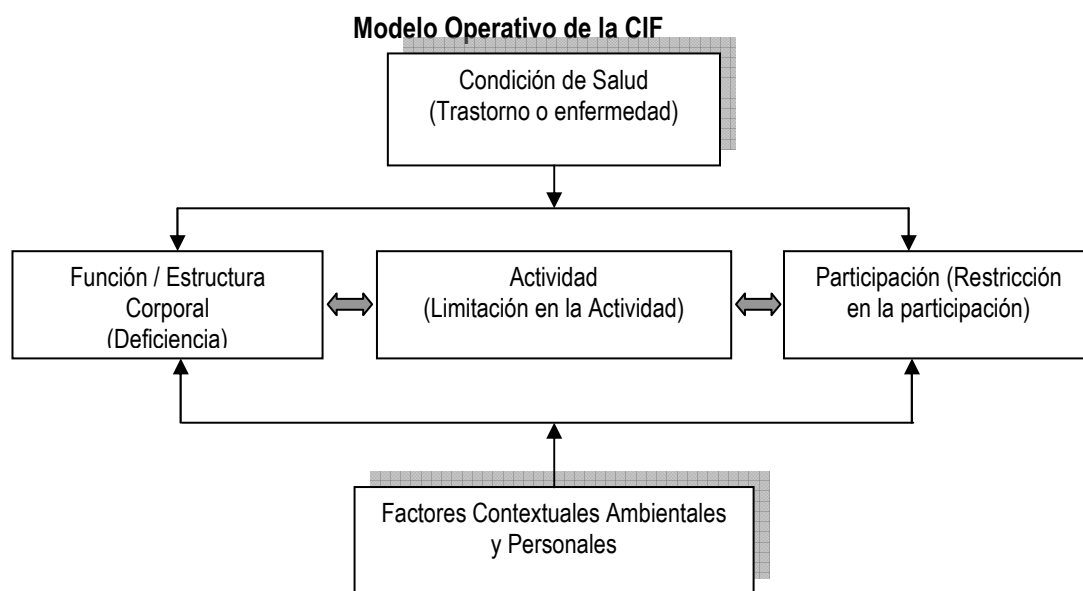 Modelo Operativo de la CIF
Condición de Salud
(Trastorno o enfermedad)
Función / Estructura
Corporal
(Deficiencia)
Actividad
(Limitación en la Actividad)
Participación (Restricción
en la participación)
Factores Contextuales Ambientales
y Personales